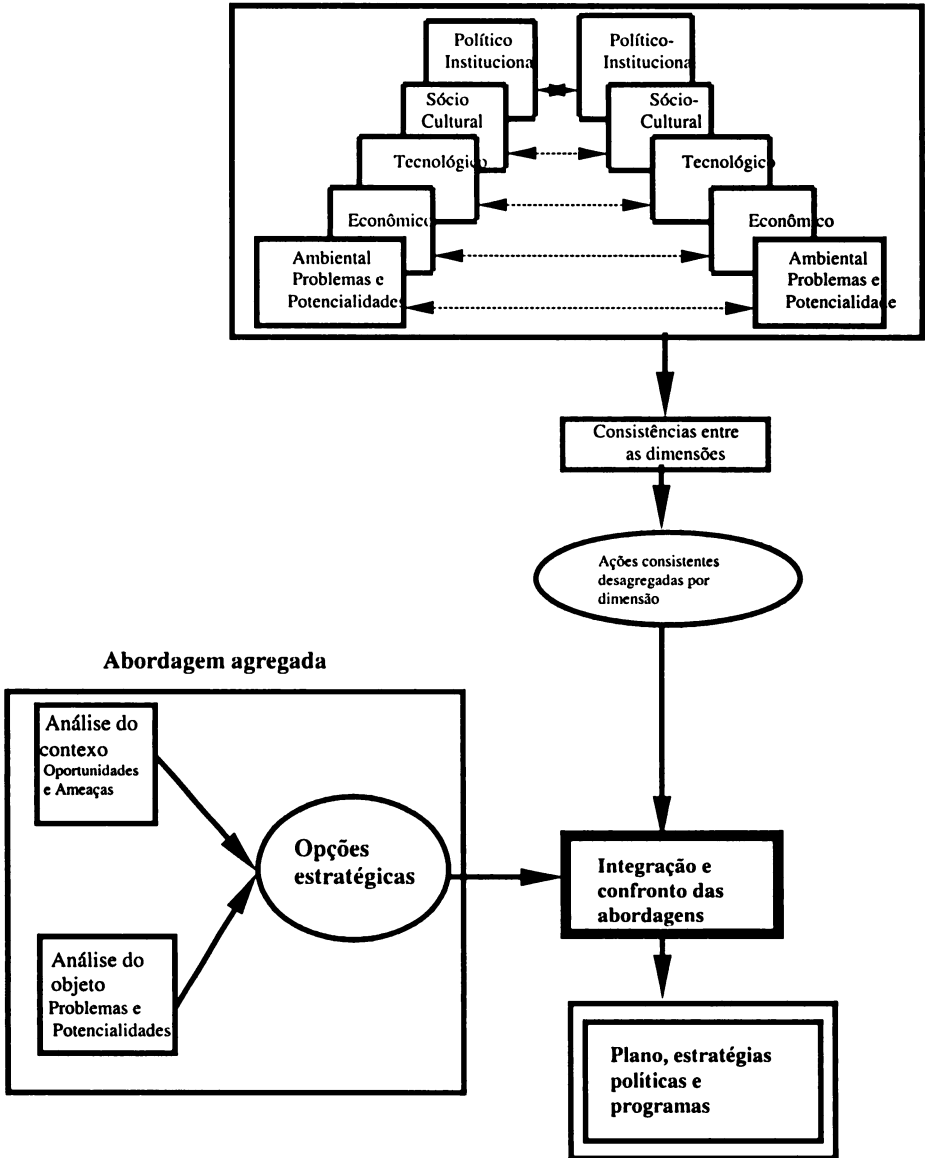 Político
Instituciona
Político-
Instituciona
Sócio
Cultural
Sócio-
Cultural
Tecnológico
Tecnológico
Econômico
Econômico
Ambiental
Problemas e
Potencialidades
Ambiental
Problemas e
Potencialidade
Consistências entre
as dimensões
Ações consistentes
desagregadas por
dimensão
Abordagem agregada
Análise do
contexo
Oportunidades
e Ameaças
Opções
estratégicas
Integração e
confronto das
abordagens
Análise do
objeto
Problemas e
Potencialidades
Plano, estratégias
políticas e
programas